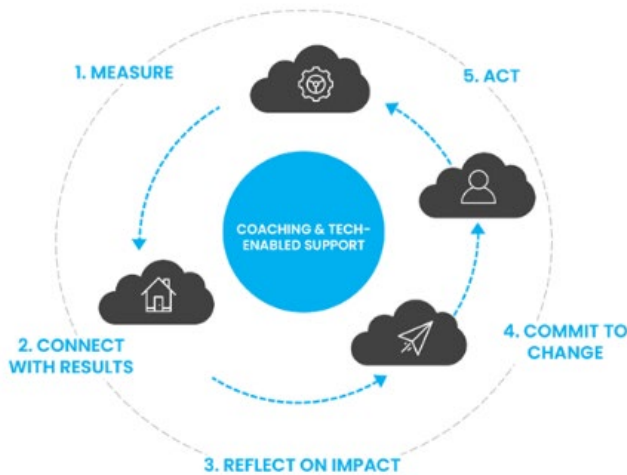 1. MEASURE
5. ACT
COACHING & TECH-
ENABLED SUPPORT
2. CONNECT
WITH RESULTS
4. COMMIT TO
CHANGE
3. REFLECT ON IMPACT